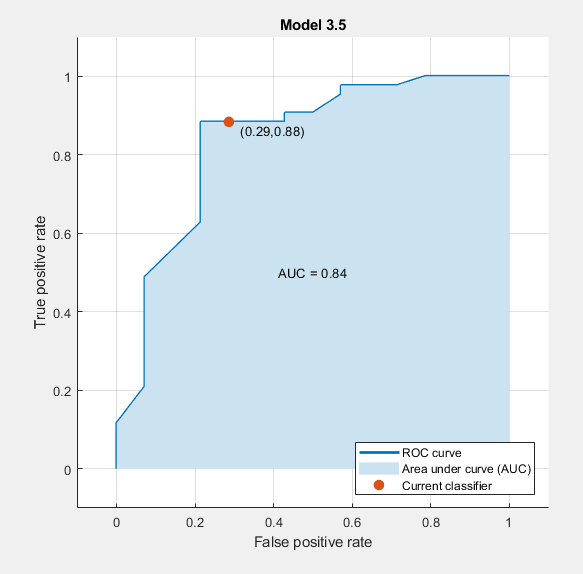 Model 3.5
1
0.8
0.6
0.4
0.2
0
True positive rate
(0.29,0.88)
AUC = 0.84
ROC curve
Area under curve (AUC)
Current classifier
0
0.2
0.4
0.6
0.8
1
False positive rate